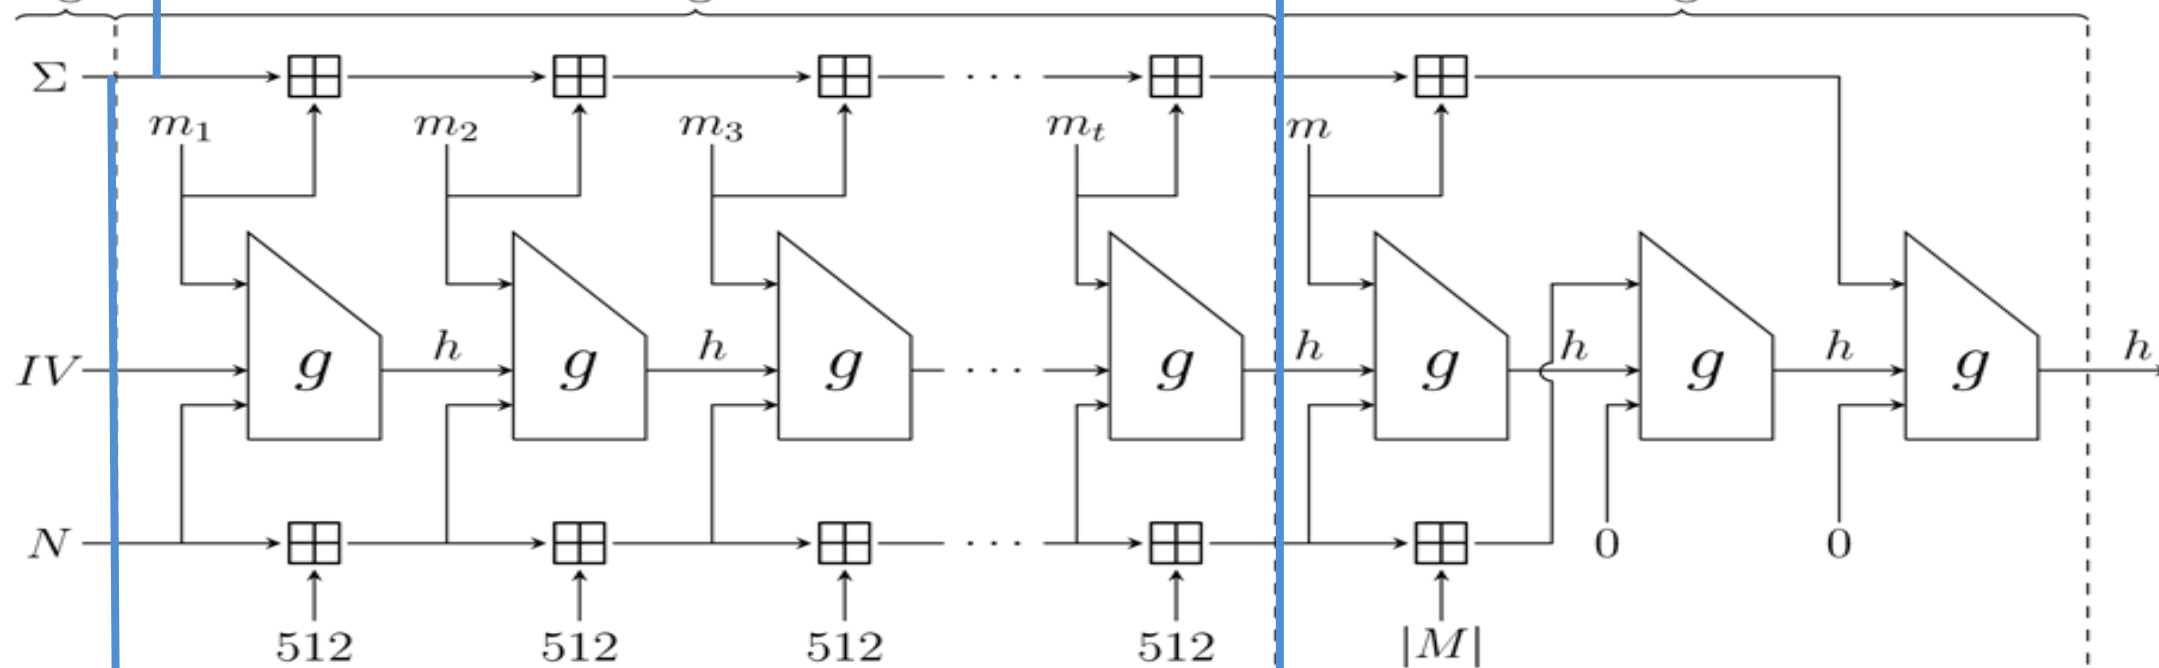 Σ
m₁ m₂ m₃ · · · mₜ m
IV g h g h g · · · g h g h g h g h
N · · · 0 0
512 512 512 512 |M|